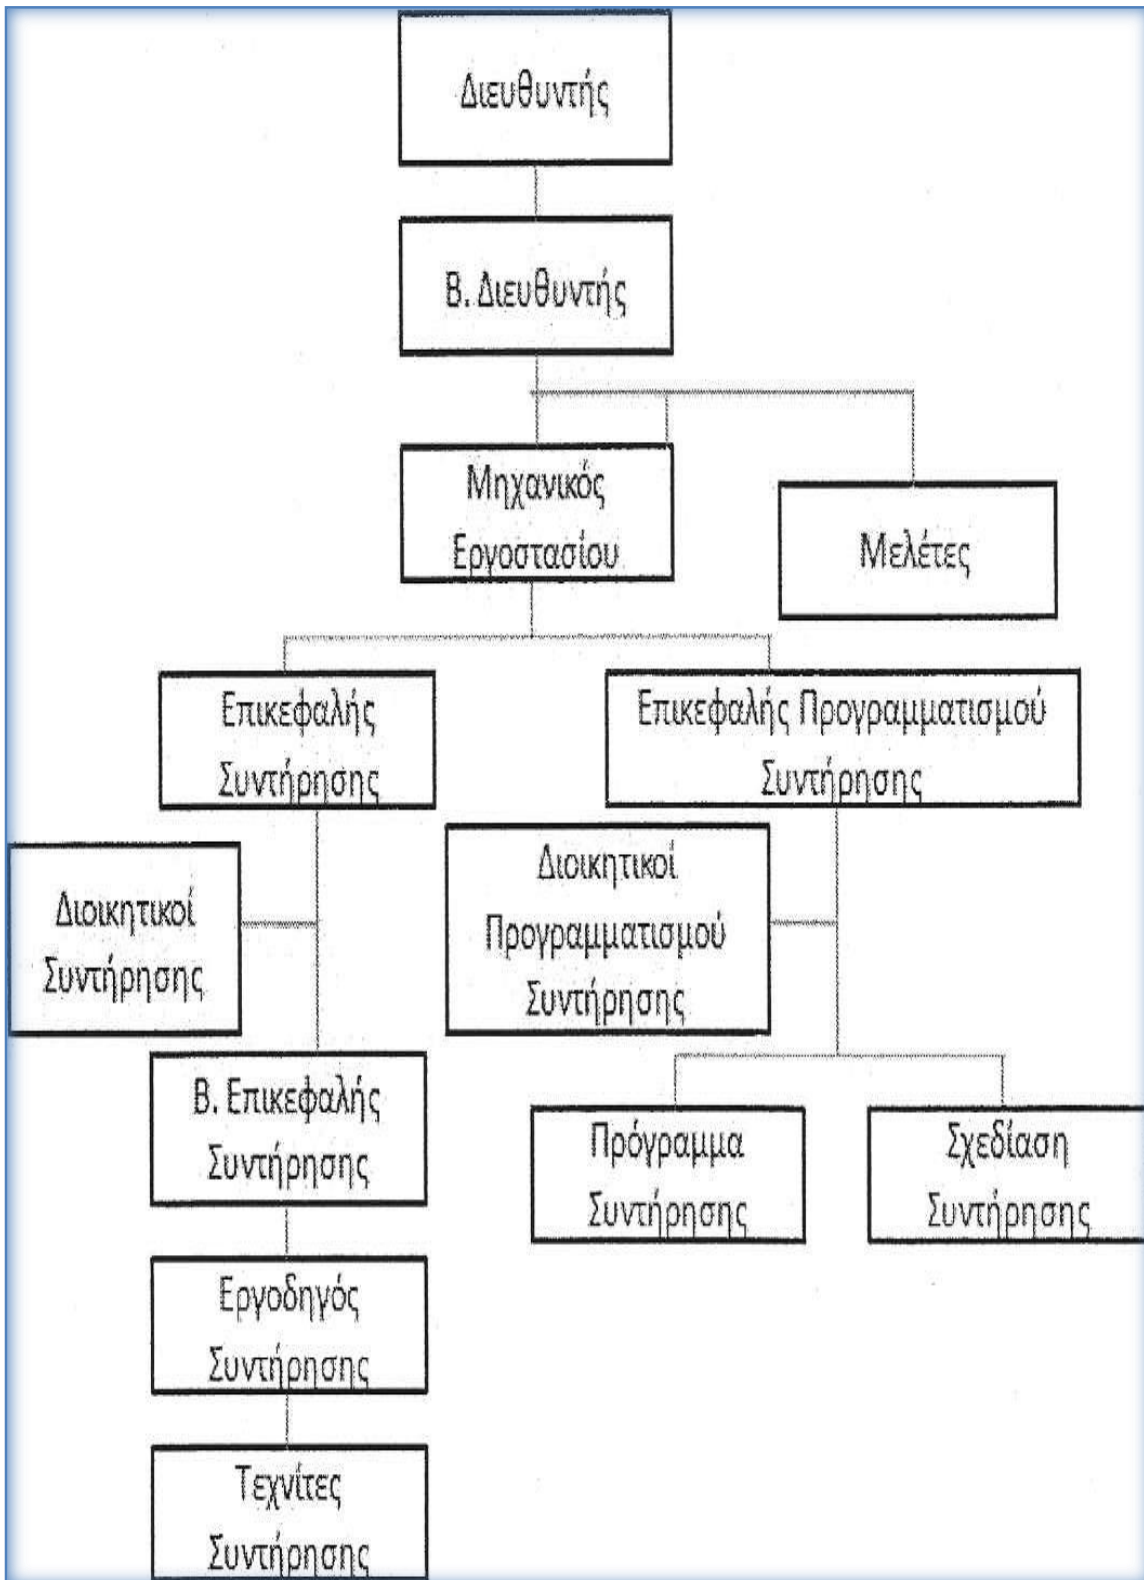 Διευθυντής
Β. Διευθυντής
Μηχανικός
Εργοστασίου
Μελέτες
Επικεφαλής
Συντήρησης
Επικεφαλής Προγραμματισμού
Συντήρησης
Διοικητικοί
Συντήρησης
Διοικητικοί
Προγραμματισμού
Συντήρησης
Β. Επικεφαλής
Συντήρησης
Πρόγραμμα
Συντήρησης
Σχεδίαση
Συντήρησης
Εργοδηγός
Συντήρησης
Τεχνίτες
Συντήρησης